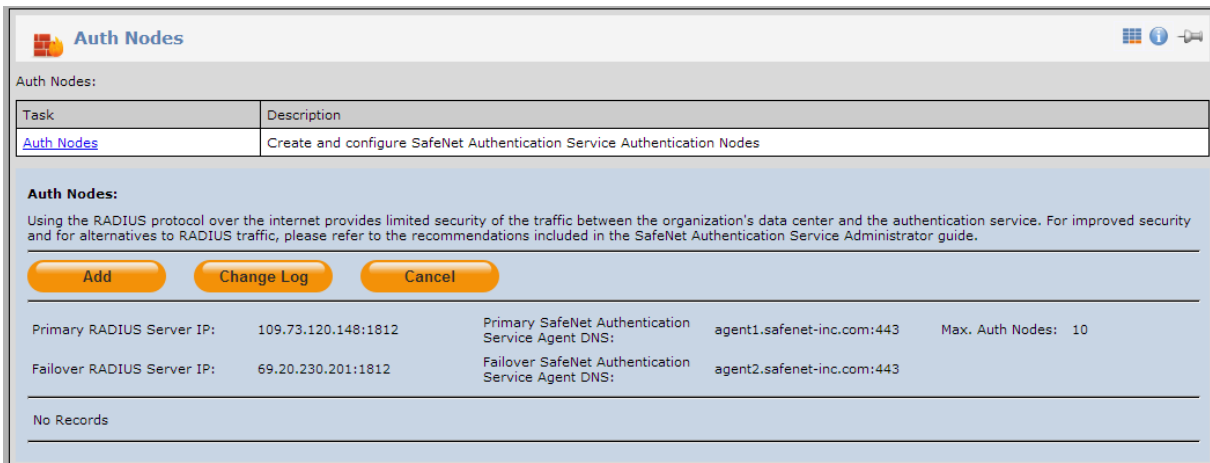 Auth Nodes
Auth Nodes:
Task Description
Auth Nodes Create and configure SafeNet Authentication Service Authentication Nodes
Auth Nodes:
Using the RADIUS protocol over the internet provides limited security of the traffic between the organization's data center and the authentication service. For improved security
and for alternatives to RADIUS traffic, please refer to the recommendations included in the SafeNet Authentication Service Administrator guide.
Add Change Log Cancel
Primary RADIUS Server IP: 109.73.120.148:1812 Primary SafeNet Authentication Service Agent DNS: agent1.safenet-inc.com:443 Max. Auth Nodes: 10
Failover RADIUS Server IP: 69.20.230.201:1812 Failover SafeNet Authentication Service Agent DNS: agent2.safenet-inc.com:443
No Records